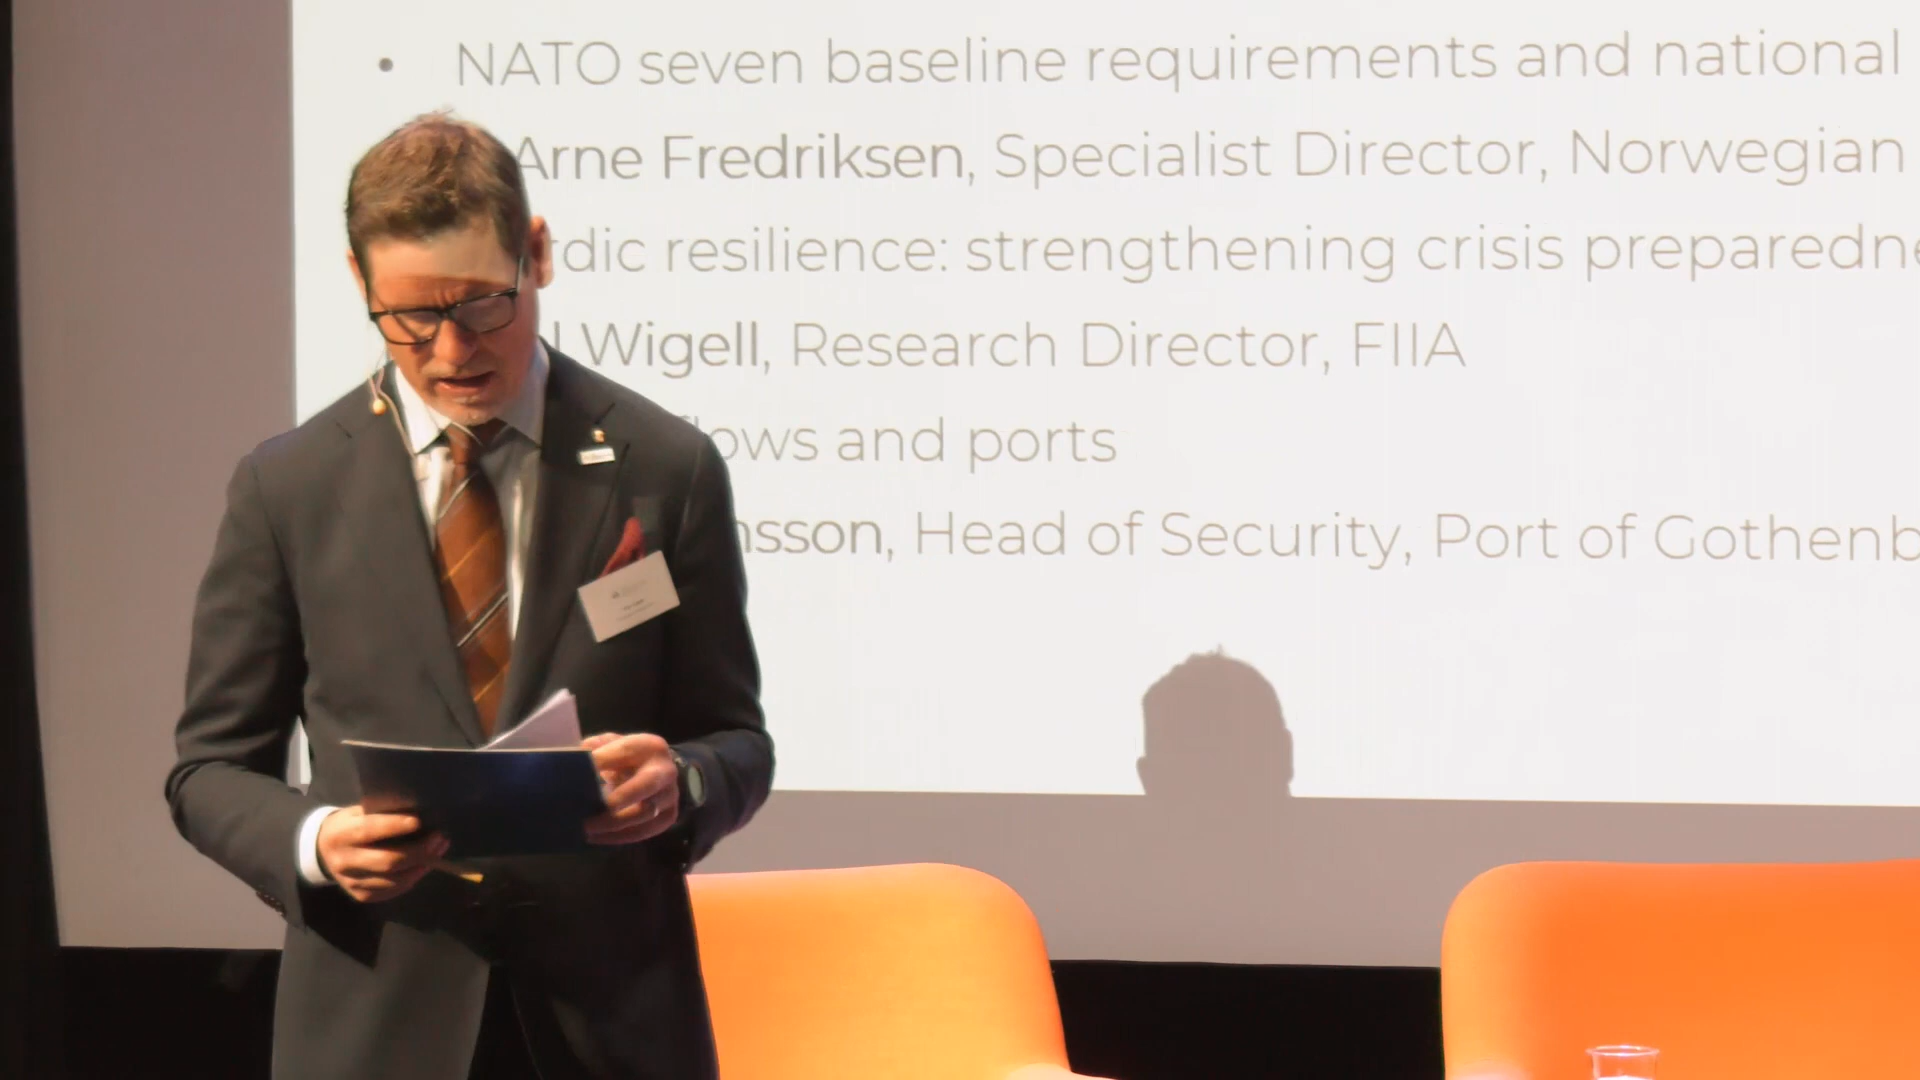 • NATO seven baseline requirements and national
Arne Fredriksen, Specialist Director, Norwegian
rdic resilience: strengthening crisis preparedne
l Wigell, Research Director, FIIA
lows and ports
nsson, Head of Security, Port of Gothenb